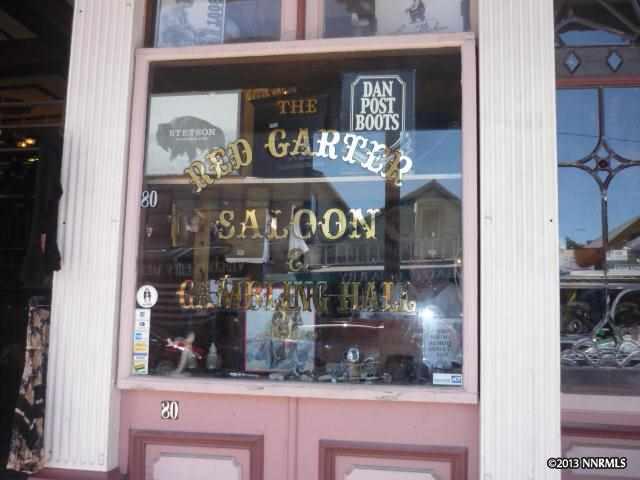 DAN
POST
BOOTS
STETSON
THE
RED GARTER
SALOON
&
GAMBLING HALL
80
80
©2013 NNRMLS